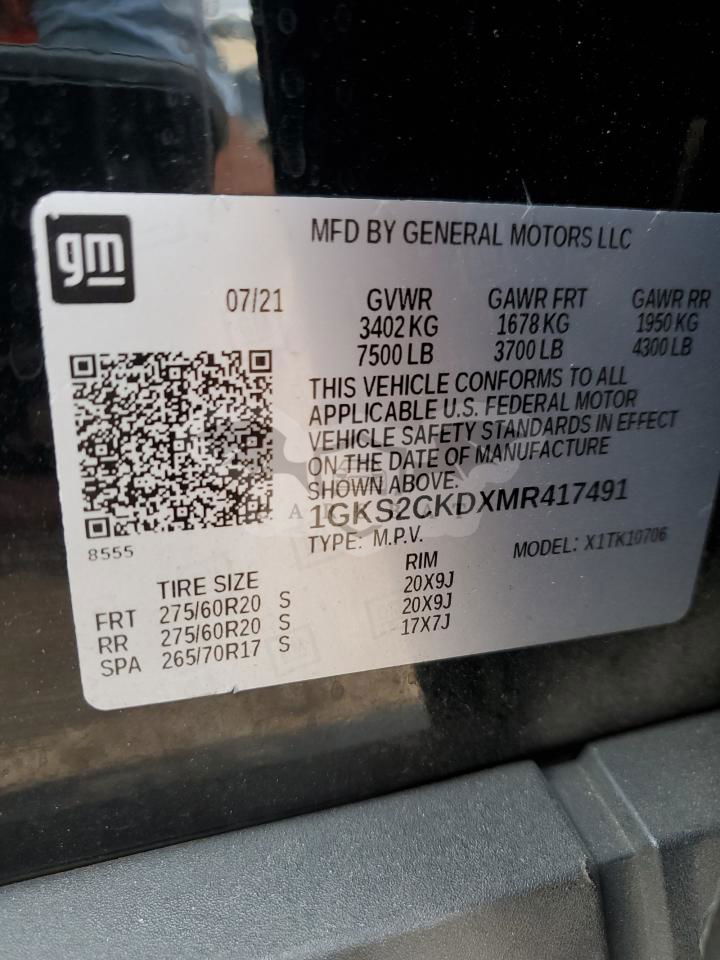 gm
MFD BY GENERAL MOTORS LLC
07/21 GVWR GAWR FRT GAWR RR
3402 KG 1678 KG 1950 KG
7500 LB 3700 LB 4300 LB
THIS VEHICLE CONFORMS TO ALL
APPLICABLE U.S. FEDERAL MOTOR
VEHICLE SAFETY STANDARDS IN EFFECT
ON THE DATE OF MANUFACTURE
SHOWN ABOVE.
1GKS2CKDXMR417491
8555 TYPE: M.P.V. MODEL: X1TK10706
TIRE SIZE RIM
FRT 275/60R20 S 20X9J
RR 275/60R20 S 20X9J
SPA 265/70R17 S 17X7J